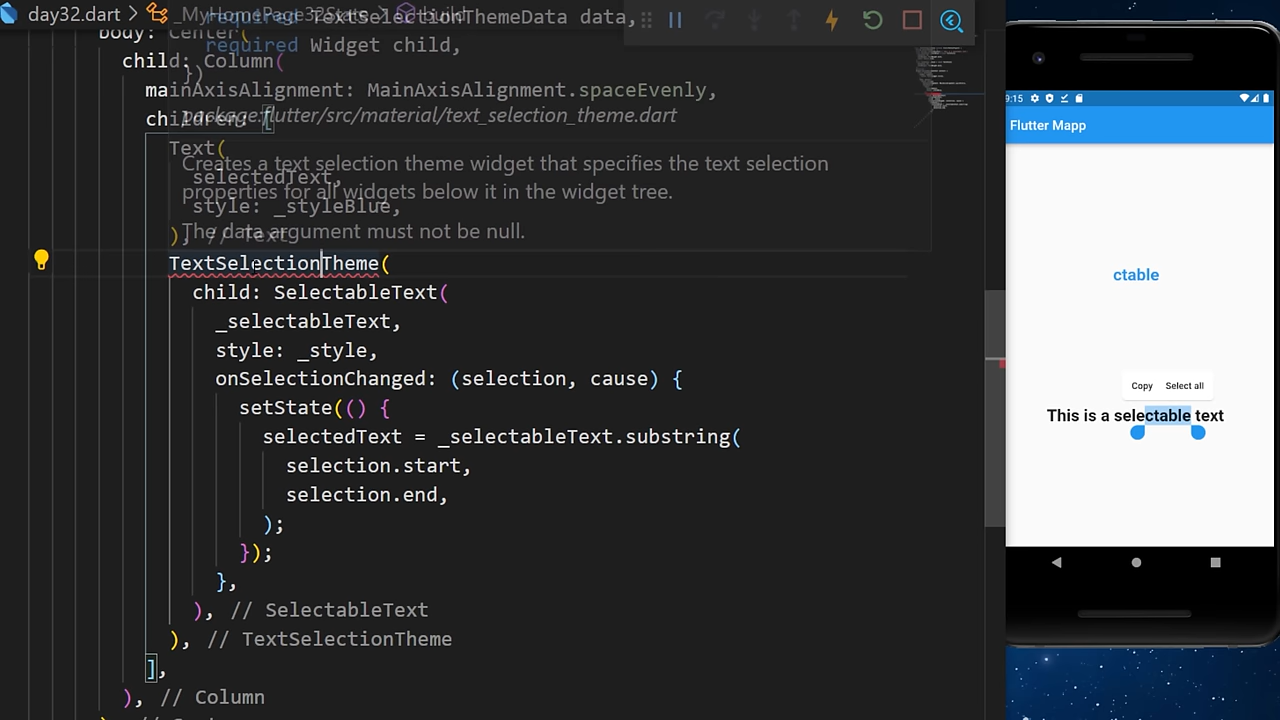 day32.dart > _MyHomePage32State > build
required TextSelectionThemeData data,
body: Center(
required Widget child,
child: Column(
})
mainAxisAlignment: MainAxisAlignment.spaceEvenly,
children: [
package:flutter/src/material/text_selection_theme.dart
Text(
Creates a text selection theme widget that specifies the text selection
selectedText,
properties for all widgets below it in the widget tree.
style: _styleBlue,
The data argument must not be null.
), // Text
TextSelectionTheme(
child: SelectableText(
_selectableText,
style: _style,
onSelectionChanged: (selection, cause) {
setState(() {
selectedText = _selectableText.substring(
selection.start,
selection.end,
);
});
},
), // SelectableText
), // TextSelectionTheme
],
), // Column
9:15
Flutter Mapp
ctable
Copy Select all
This is a selectable text